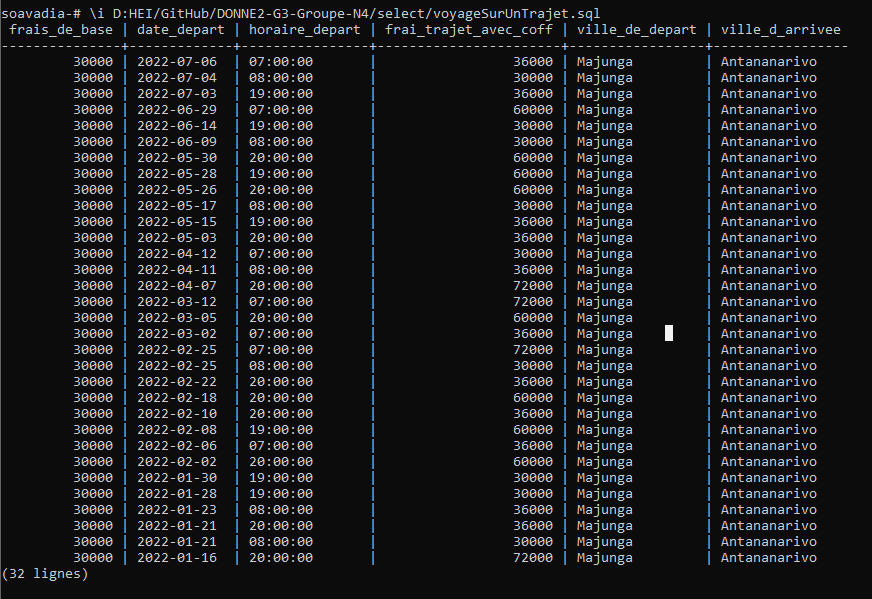 soavadia-# \i D:HEI/GitHub/DONNE2-G3-Groupe-N4/select/voyageSurUnTrajet.sql
 frais_de_base | date_depart | horaire_depart | frai_trajet_avec_coff | ville_de_depart | ville_d_arrivee
---------------+-------------+----------------+-----------------------+-----------------+-----------------
         30000 | 2022-07-06  | 07:00:00       |                 36000 | Majunga         | Antananarivo
         30000 | 2022-07-04  | 08:00:00       |                 30000 | Majunga         | Antananarivo
         30000 | 2022-07-03  | 19:00:00       |                 36000 | Majunga         | Antananarivo
         30000 | 2022-06-29  | 07:00:00       |                 60000 | Majunga         | Antananarivo
         30000 | 2022-06-14  | 19:00:00       |                 30000 | Majunga         | Antananarivo
         30000 | 2022-06-09  | 08:00:00       |                 30000 | Majunga         | Antananarivo
         30000 | 2022-05-30  | 20:00:00       |                 60000 | Majunga         | Antananarivo
         30000 | 2022-05-28  | 19:00:00       |                 60000 | Majunga         | Antananarivo
         30000 | 2022-05-26  | 20:00:00       |                 60000 | Majunga         | Antananarivo
         30000 | 2022-05-17  | 08:00:00       |                 30000 | Majunga         | Antananarivo
         30000 | 2022-05-15  | 19:00:00       |                 36000 | Majunga         | Antananarivo
         30000 | 2022-05-03  | 20:00:00       |                 36000 | Majunga         | Antananarivo
         30000 | 2022-04-12  | 07:00:00       |                 30000 | Majunga         | Antananarivo
         30000 | 2022-04-11  | 08:00:00       |                 36000 | Majunga         | Antananarivo
         30000 | 2022-04-07  | 20:00:00       |                 72000 | Majunga         | Antananarivo
         30000 | 2022-03-12  | 07:00:00       |                 72000 | Majunga         | Antananarivo
         30000 | 2022-03-05  | 20:00:00       |                 60000 | Majunga         | Antananarivo
         30000 | 2022-03-02  | 07:00:00       |                 36000 | Majunga         | Antananarivo
         30000 | 2022-02-25  | 07:00:00       |                 72000 | Majunga         | Antananarivo
         30000 | 2022-02-25  | 08:00:00       |                 30000 | Majunga         | Antananarivo
         30000 | 2022-02-22  | 20:00:00       |                 36000 | Majunga         | Antananarivo
         30000 | 2022-02-18  | 20:00:00       |                 60000 | Majunga         | Antananarivo
         30000 | 2022-02-10  | 20:00:00       |                 36000 | Majunga         | Antananarivo
         30000 | 2022-02-08  | 19:00:00       |                 60000 | Majunga         | Antananarivo
         30000 | 2022-02-06  | 07:00:00       |                 36000 | Majunga         | Antananarivo
         30000 | 2022-02-02  | 20:00:00       |                 60000 | Majunga         | Antananarivo
         30000 | 2022-01-30  | 19:00:00       |                 30000 | Majunga         | Antananarivo
         30000 | 2022-01-28  | 19:00:00       |                 30000 | Majunga         | Antananarivo
         30000 | 2022-01-23  | 08:00:00       |                 36000 | Majunga         | Antananarivo
         30000 | 2022-01-21  | 20:00:00       |                 36000 | Majunga         | Antananarivo
         30000 | 2022-01-21  | 08:00:00       |                 30000 | Majunga         | Antananarivo
         30000 | 2022-01-16  | 20:00:00       |                 72000 | Majunga         | Antananarivo
(32 lignes)